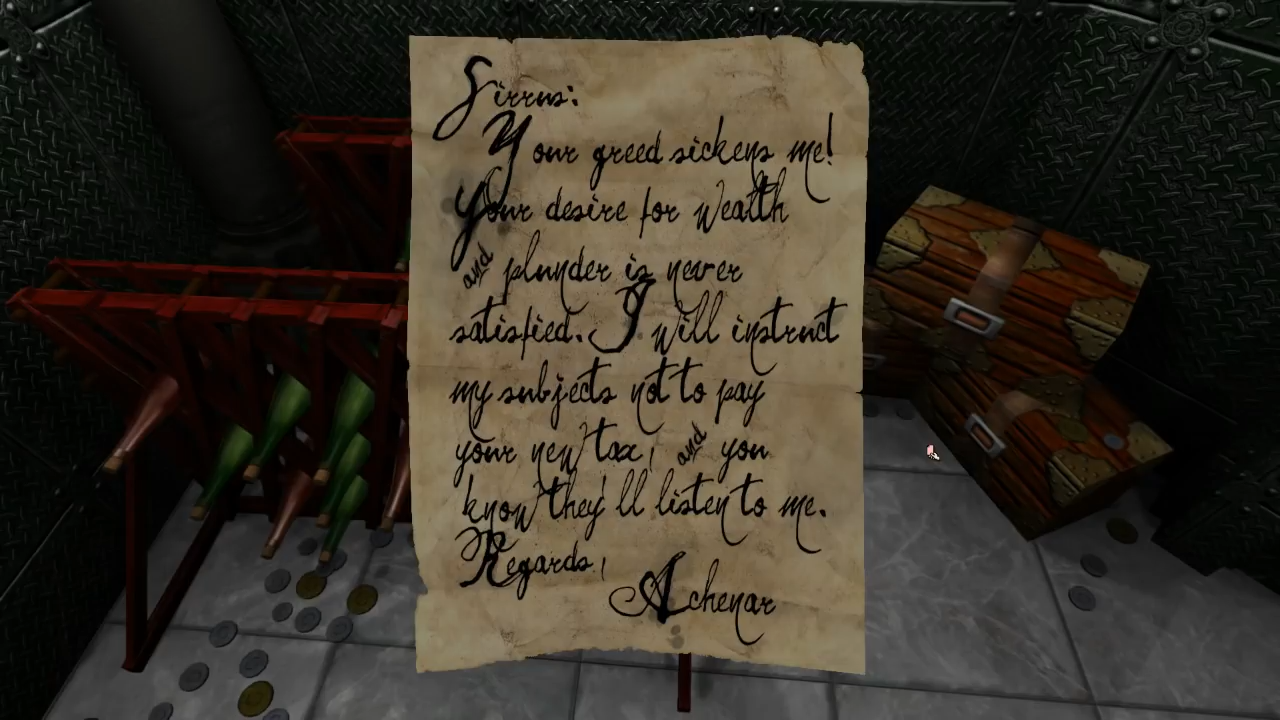 Sirrus:
Your greed sickens me!
Your desire for wealth
and plunder is never
satisfied. I will instruct
my subjects not to pay
your new tax, and you
know they'll listen to me.
Regards,
Achenar